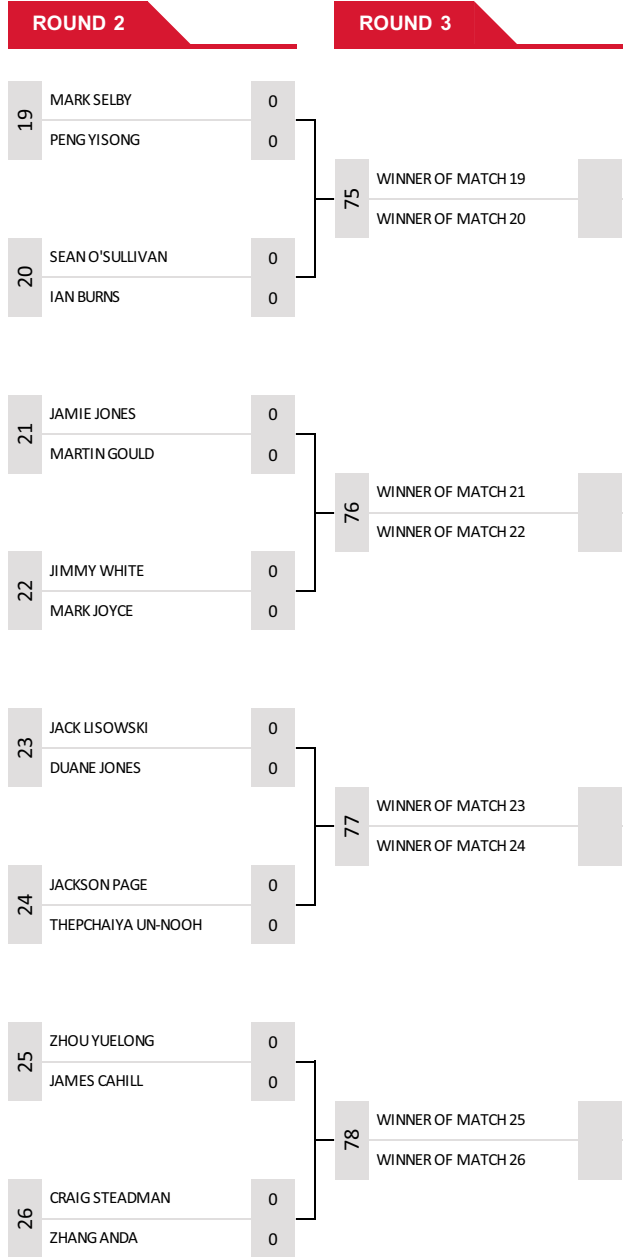 ROUND 2
ROUND 3
19
MARK SELBY 0
PENG YISONG 0
75
WINNER OF MATCH 19
WINNER OF MATCH 20
20
SEAN O'SULLIVAN 0
IAN BURNS 0
21
JAMIE JONES 0
MARTIN GOULD 0
76
WINNER OF MATCH 21
WINNER OF MATCH 22
22
JIMMY WHITE 0
MARK JOYCE 0
23
JACK LISOWSKI 0
DUANE JONES 0
77
WINNER OF MATCH 23
WINNER OF MATCH 24
24
JACKSON PAGE 0
THEPCHAIYA UN-NOOH 0
25
ZHOU YUELONG 0
JAMES CAHILL 0
78
WINNER OF MATCH 25
WINNER OF MATCH 26
26
CRAIG STEADMAN 0
ZHANG ANDA 0